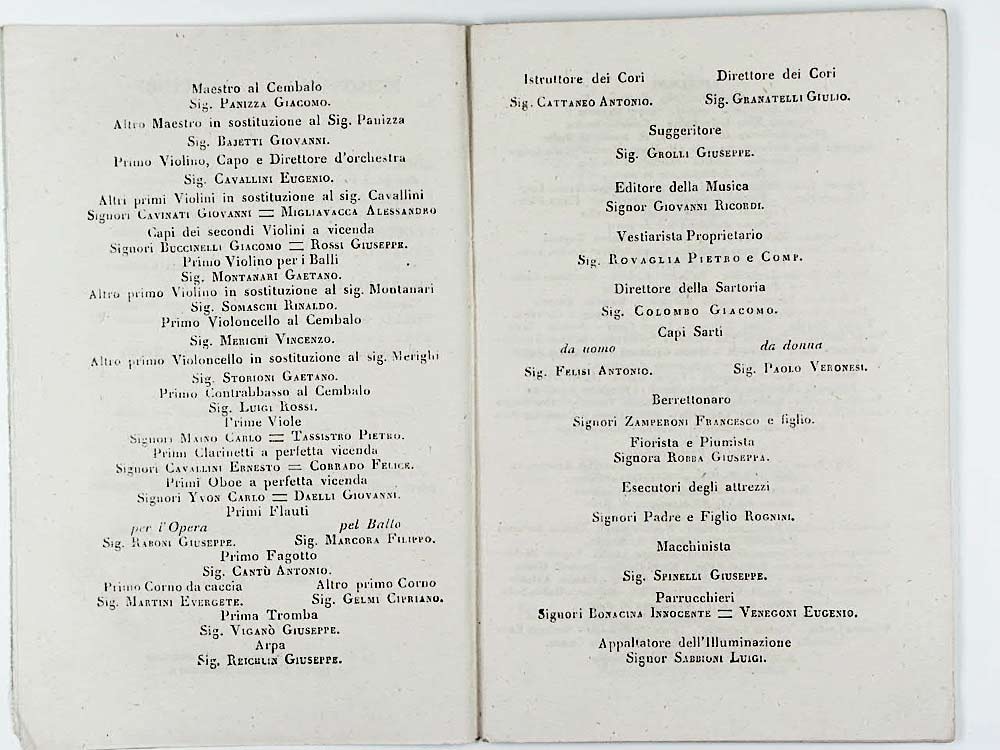 Maestro al Cembalo
Sig. PANIZZA GIACOMO.
Altro Maestro in sostituzione al Sig. Panizza
Sig. BAJETTI GIOVANNI.
Primo Violino, Capo e Direttore d'orchestra
Sig. CAVALLINI EUGENIO.
Altri primi Violini in sostituzione al sig. Cavallini
Signori CAVINATI GIOVANNI = MIGLIAVACCA ALESSANDRO
Capi dei secondi Violini a vicenda
Signori BUCCINELLI GIACOMO = ROSSI GIUSEPPE.
Primo Violino per i Balli
Sig. MONTANARI GAETANO.
Altro primo Violino in sostituzione al sig. Montanari
Sig. SOMASCHI RINALDO.
Primo Violoncello al Cembalo
Sig. MERIGHI VINCENZO.
Altro primo Violoncello in sostituzione al sig. Merighi
Sig. STORIONI GAETANO.
Primo Contrabbasso al Cembalo
Sig. LUIGI ROSSI.
Prime Viole
Signori MAINO CARLO = TASSISTRO PIETRO.
Primi Clarinetti a perfetta vicenda
Signori CAVALLINI ERNESTO = CORRADO FELICE.
Primi Oboe a perfetta vicenda
Signori YVON CARLO = DAELLI GIOVANNI.
Primi Flauti
per l'Opera pel Ballo
Sig. RABONI GIUSEPPE. Sig. MARCORA FILIPPO.
Primo Fagotto
Sig. CANTÙ ANTONIO.
Primo Corno da caccia Altro primo Corno
Sig. MARTINI EVERGETE. Sig. GELMI CIPRIANO.
Prima Tromba
Sig. VIGANÒ GIUSEPPE.
Arpa
Sig. REICHLIN GIUSEPPE.
Istruttore dei Cori Direttore dei Cori
Sig. CATTANEO ANTONIO. Sig. GRANATELLI GIULIO.
Suggeritore
Sig. GROLLI GIUSEPPE.
Editore della Musica
Signor GIOVANNI RICORDI.
Vestiarista Proprietario
Sig. ROVAGLIA PIETRO e COMP.
Direttore della Sartoria
Sig. COLOMBO GIACOMO.
Capi Sarti
da uomo da donna
Sig. FELISI ANTONIO. Sig. PAOLO VERONESI.
Berrettonaro
Signori ZAMPERONI FRANCESCO e figlio.
Fiorista e Piumista
Signora ROBBA GIUSEPPA.
Esecutori degli attrezzi
Signori Padre e Figlio ROGNINI.
Macchinista
Sig. SPINELLI GIUSEPPE.
Parrucchieri
Signori BONACINA INNOCENTE = VENEGONI EUGENIO.
Appaltatore dell'Illuminazione
Signor SABBIONI LUIGI.